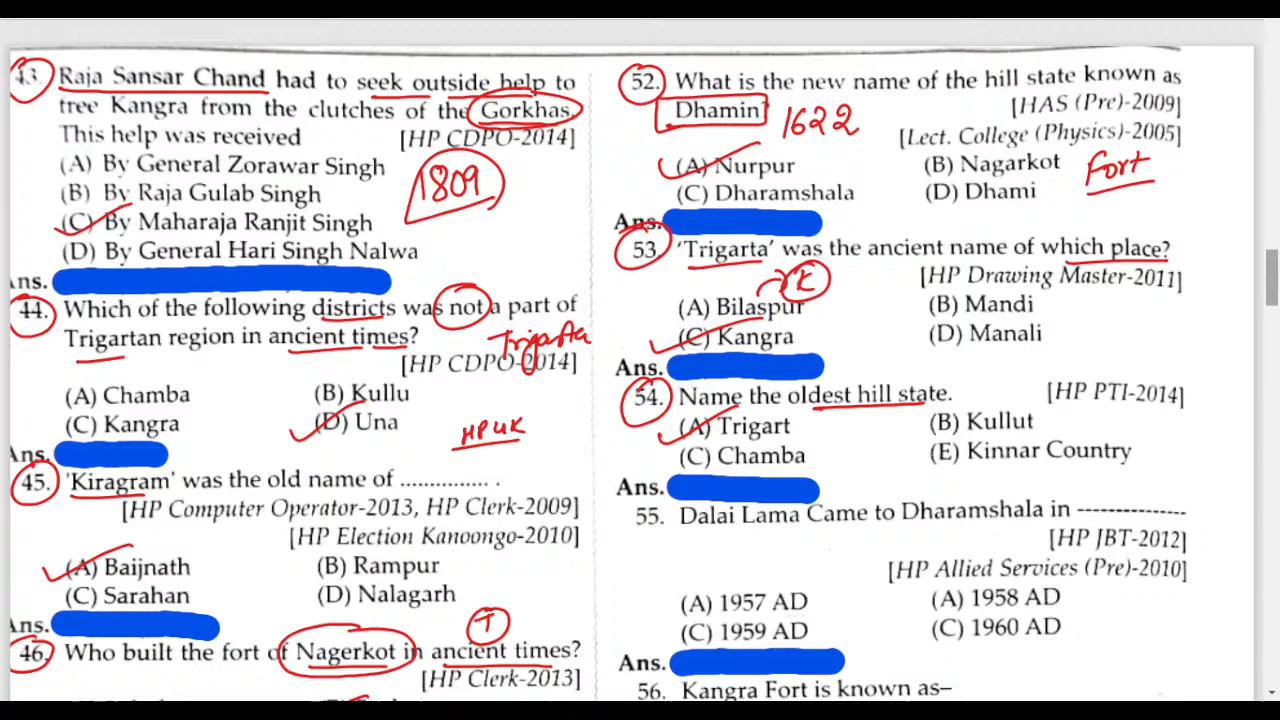 43. Raja Sansar Chand had to seek outside help to
tree Kangra from the clutches of the Gorkhas.
This help was received [HP CDPO-2014]
(A) By General Zorawar Singh
(B) By Raja Gulab Singh
1809
(C) By Maharaja Ranjit Singh
(D) By General Hari Singh Nalwa
Ans.
44. Which of the following districts was not a part of
Trigartan region in ancient times?
Trigarta
[HP CDPO-2014]
(A) Chamba (B) Kullu
(C) Kangra (D) Una
HP UK
Ans.
45. 'Kiragram' was the old name of ............... .
[HP Computer Operator-2013, HP Clerk-2009]
[HP Election Kanoongo-2010]
(A) Baijnath (B) Rampur
(C) Sarahan (D) Nalagarh
Ans.
T
46. Who built the fort of Nagerkot in ancient times?
[HP Clerk-2013]
52. What is the new name of the hill state known as
Dhamin? [HAS (Pre)-2009]
1622
[Lect. College (Physics)-2005]
(A) Nurpur (B) Nagarkot
Fort
(C) Dharamshala (D) Dhami
Ans.
53. 'Trigarta' was the ancient name of which place?
[HP Drawing Master-2011]
K
(A) Bilaspur (B) Mandi
(C) Kangra (D) Manali
Ans.
54. Name the oldest hill state. [HP PTI-2014]
(A) Trigart (B) Kullut
(C) Chamba (E) Kinnar Country
Ans.
55. Dalai Lama Came to Dharamshala in ---------------
[HP JBT-2012]
[HP Allied Services (Pre)-2010]
(A) 1957 AD (A) 1958 AD
(C) 1959 AD (C) 1960 AD
Ans.
56. Kangra Fort is known as–